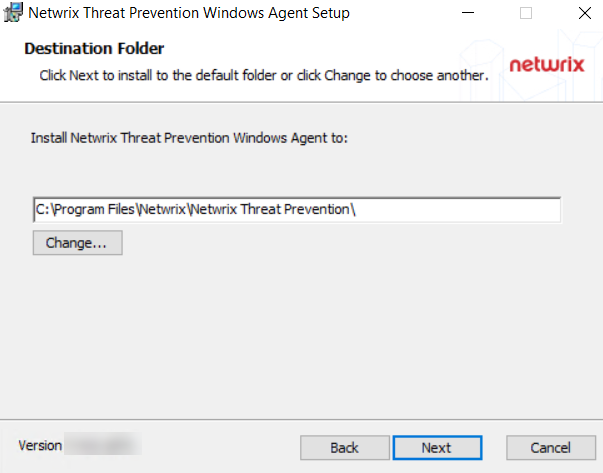 Netwrix Threat Prevention Windows Agent Setup
Destination Folder
Click Next to install to the default folder or click Change to choose another.
netwrix
Install Netwrix Threat Prevention Windows Agent to:
C:\Program Files\Netwrix\Netwrix Threat Prevention\
Change...
Version
Back
Next
Cancel